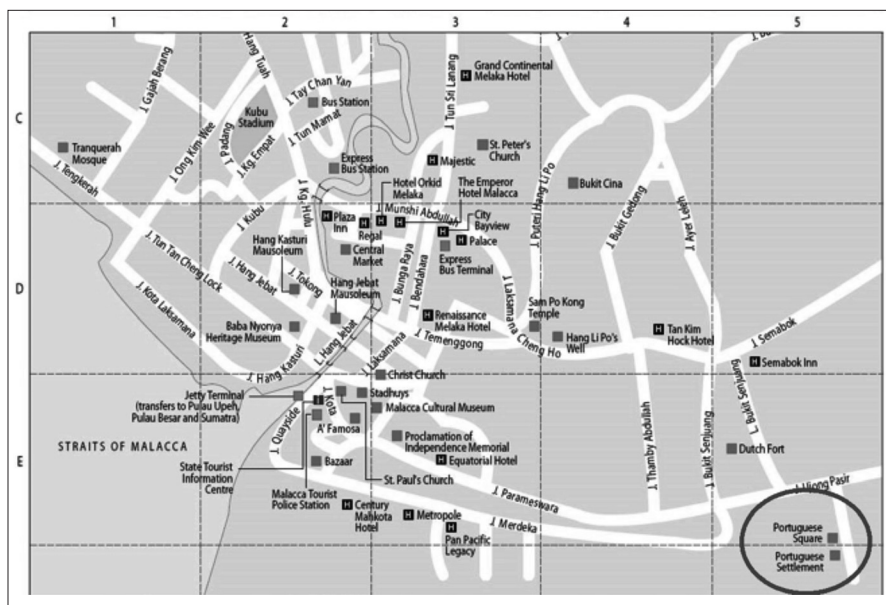 1
2
3
4
5
C
D
E
J. Gajah Berang
Hang Tuah
J. Tay Chan Yan
Bus Station
Kubu
Stadium
J. Tun Mamat
J. Ong Kim Wee
J. Padang
J. Kg. Empat
Tranquerah
Mosque
J. Tengkerah
Express
Bus Station
J. Tun Sri Lanang
Grand Continental
Melaka Hotel
St. Peter's
Church
Majestic
Bukit Cina
Hotel Orkid
Melaka
The Emperor
Hotel Malacca
J. Puteri Hang Li Po
J. Kg. Hulu
J. Kubu
Plaza
Inn
Regal
J. Munshi Abdullah
City
Bayview
Palace
Express
Bus Terminal
Central
Market
J. Bukit Gedong
J. Ayer Leleh
J. Tun Tan Cheng Lock
Hang Kasturi
Mausoleum
J. Hang Jebat
J. Tokong
Hang Jebat
Mausoleum
J. Bunga Raya
J. Bendahara
J. Kota Laksamana
Baba Nyonya
Heritage Museum
L. Hang Jebat
J. Hang Kasturi
J. Laksamana
Renaissance
Melaka Hotel
J. Temenggong
J. Laksamana Cheng Ho
Sam Po Kong
Temple
Hang Li Po's
Well
Tan Kim
Hock Hotel
J. Semabok
Semabok Inn
Christ Church
Stadhuys
Malacca Cultural Museum
Jetty Terminal
(transfers to Pulau Upeh,
Pulau Besar and Sumatra)
J. Kota
J. Quayside
A' Famosa
Proclamation of
Independence Memorial
Equatorial Hotel
STRAITS OF MALACCA
State Tourist
Information
Centre
Bazaar
Malacca Tourist
Police Station
St. Paul's Church
Century
Mahkota
Hotel
Metropole
Pan Pacific
Legacy
J. Parameswara
J. Merdeka
J. Thamby Abdullah
J. Bukit Senjuang
L. Bukit Senjuang
Dutch Fort
J. Ujong Pasir
Portuguese
Square
Portuguese
Settlement